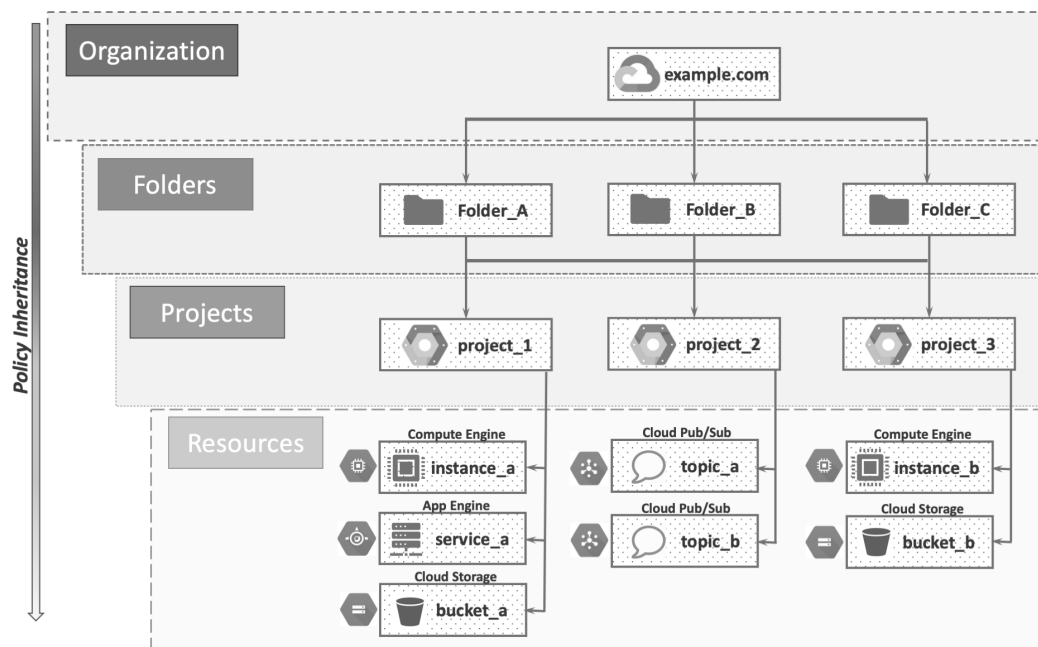 Organization
example.com
Folders
Folder_A
Folder_B
Folder_C
Policy Inheritance
Projects
project_1
project_2
project_3
Resources
Compute Engine
instance_a
Cloud Pub/Sub
topic_a
Compute Engine
instance_b
App Engine
service_a
Cloud Pub/Sub
topic_b
Cloud Storage
bucket_b
Cloud Storage
bucket_a